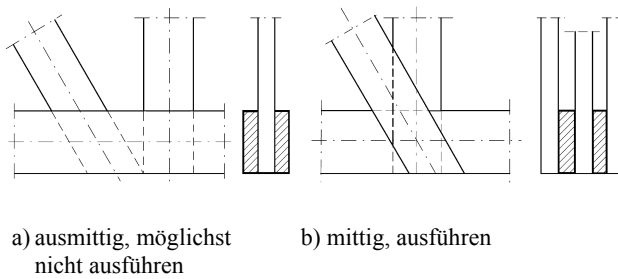 a) ausmittig, möglichst
nicht ausführen
b) mittig, ausführen